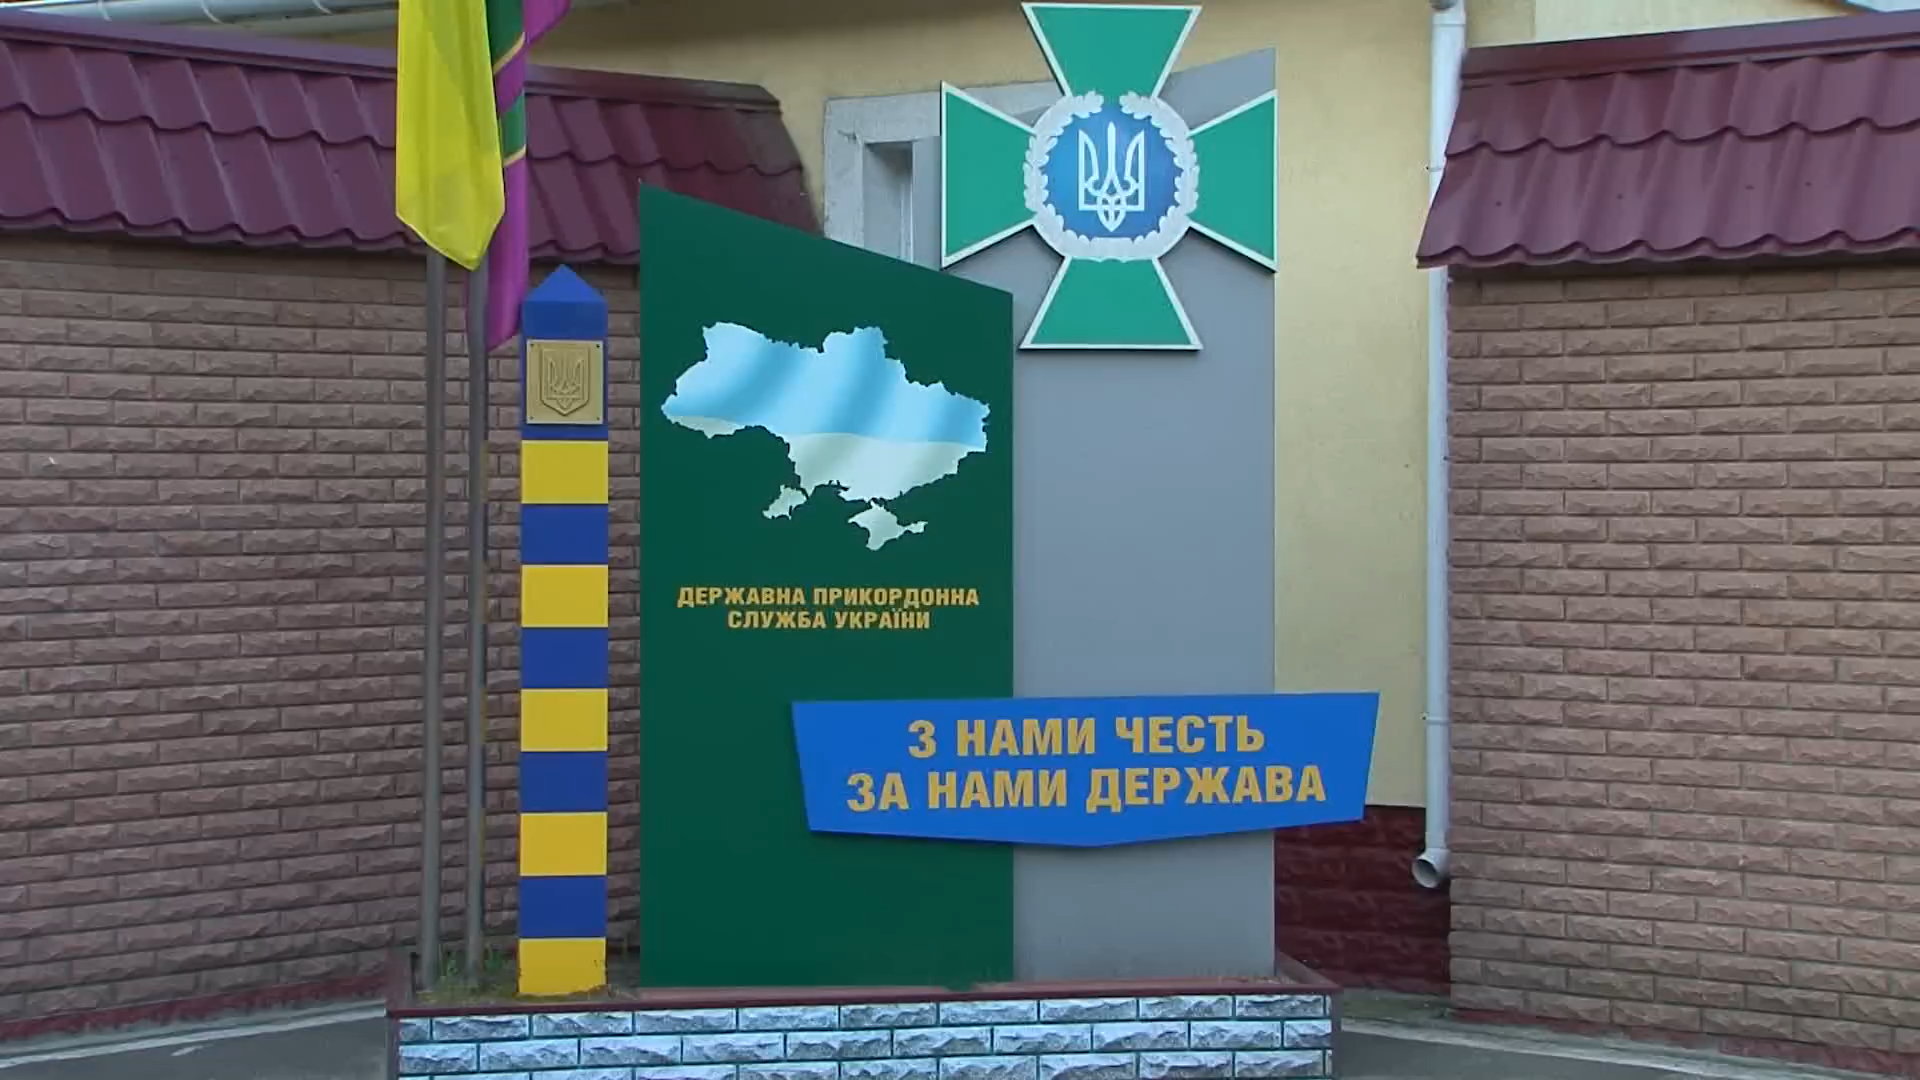 ДЕРЖАВНА ПРИКОРДОННА
СЛУЖБА УКРАЇНИ
З НАМИ ЧЕСТЬ
ЗА НАМИ ДЕРЖАВА